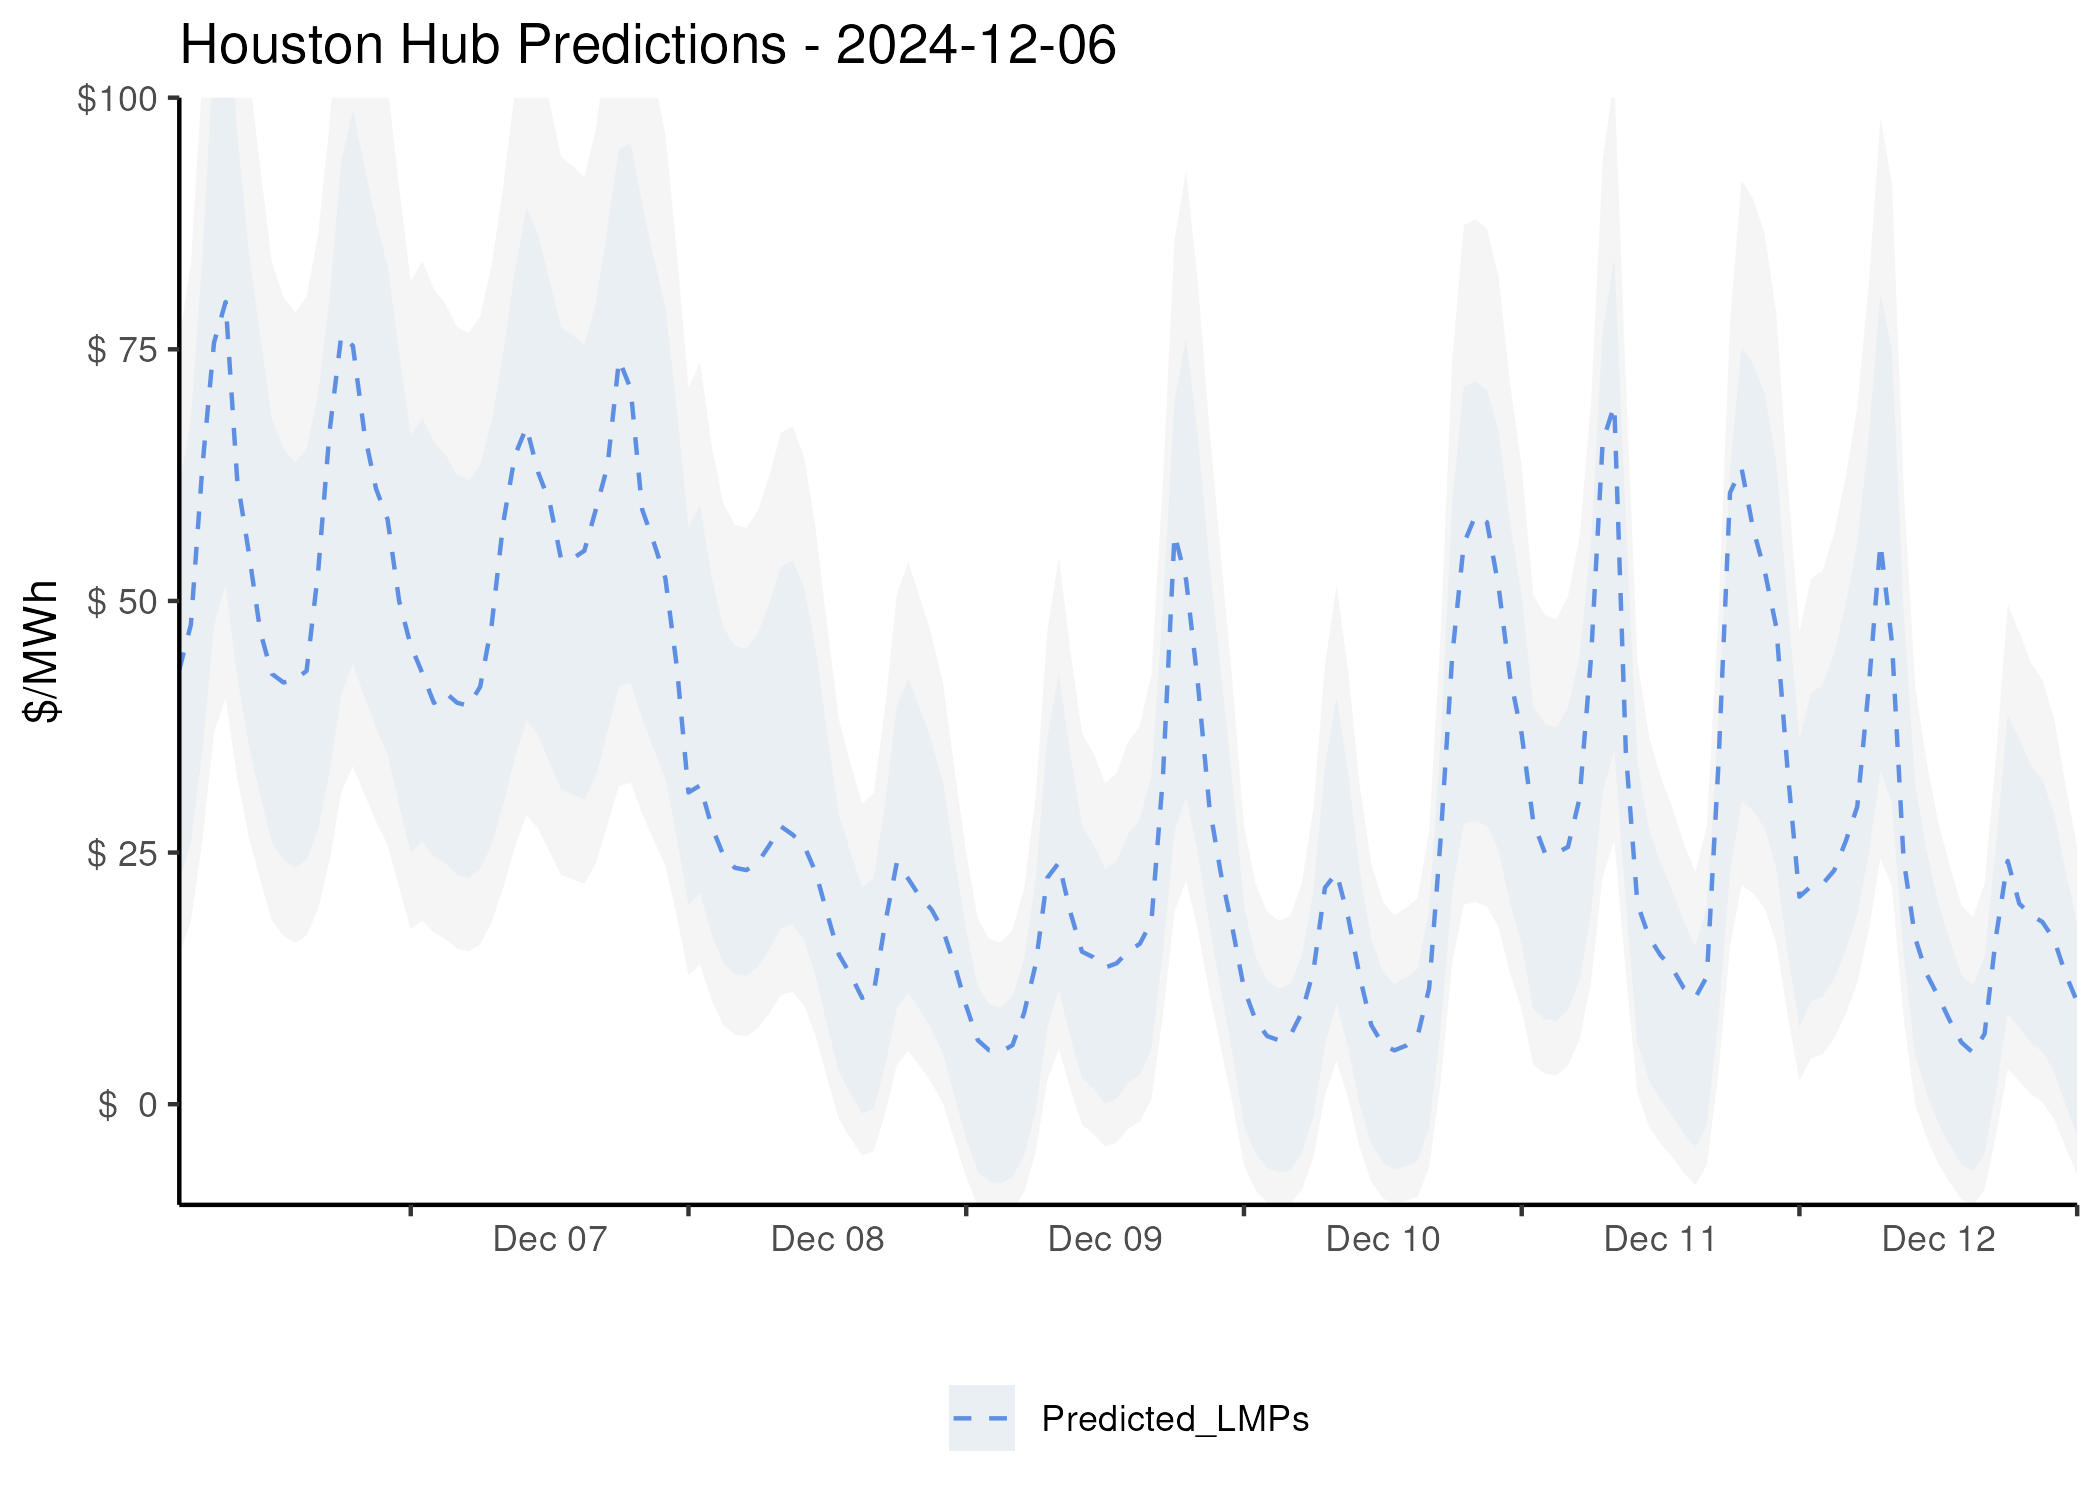 Houston Hub Predictions - 2024-12-06
$/MWh
$100
$ 75
$ 50
$ 25
$  0
Dec 07
Dec 08
Dec 09
Dec 10
Dec 11
Dec 12
Predicted_LMPs